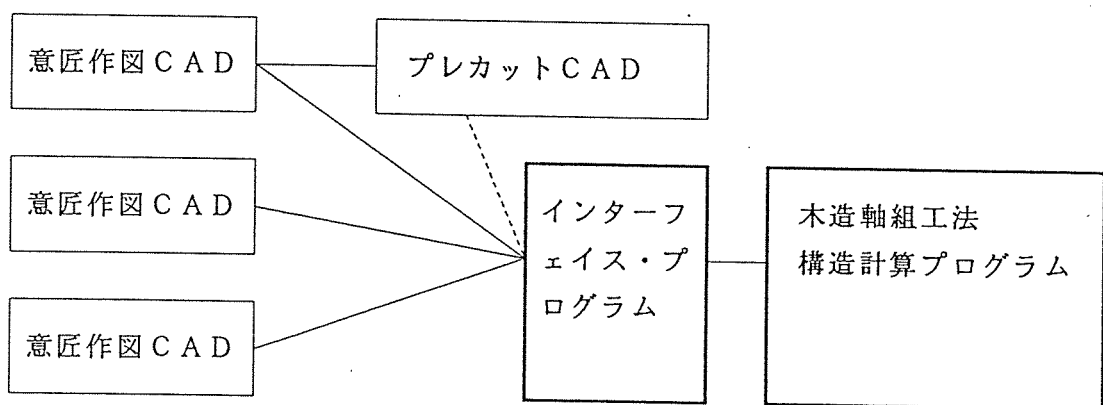 意匠作図ＣＡＤ
プレカットＣＡＤ
意匠作図ＣＡＤ
インターフ
ェイス・プ
ログラム
木造軸組工法
構造計算プログラム
意匠作図ＣＡＤ